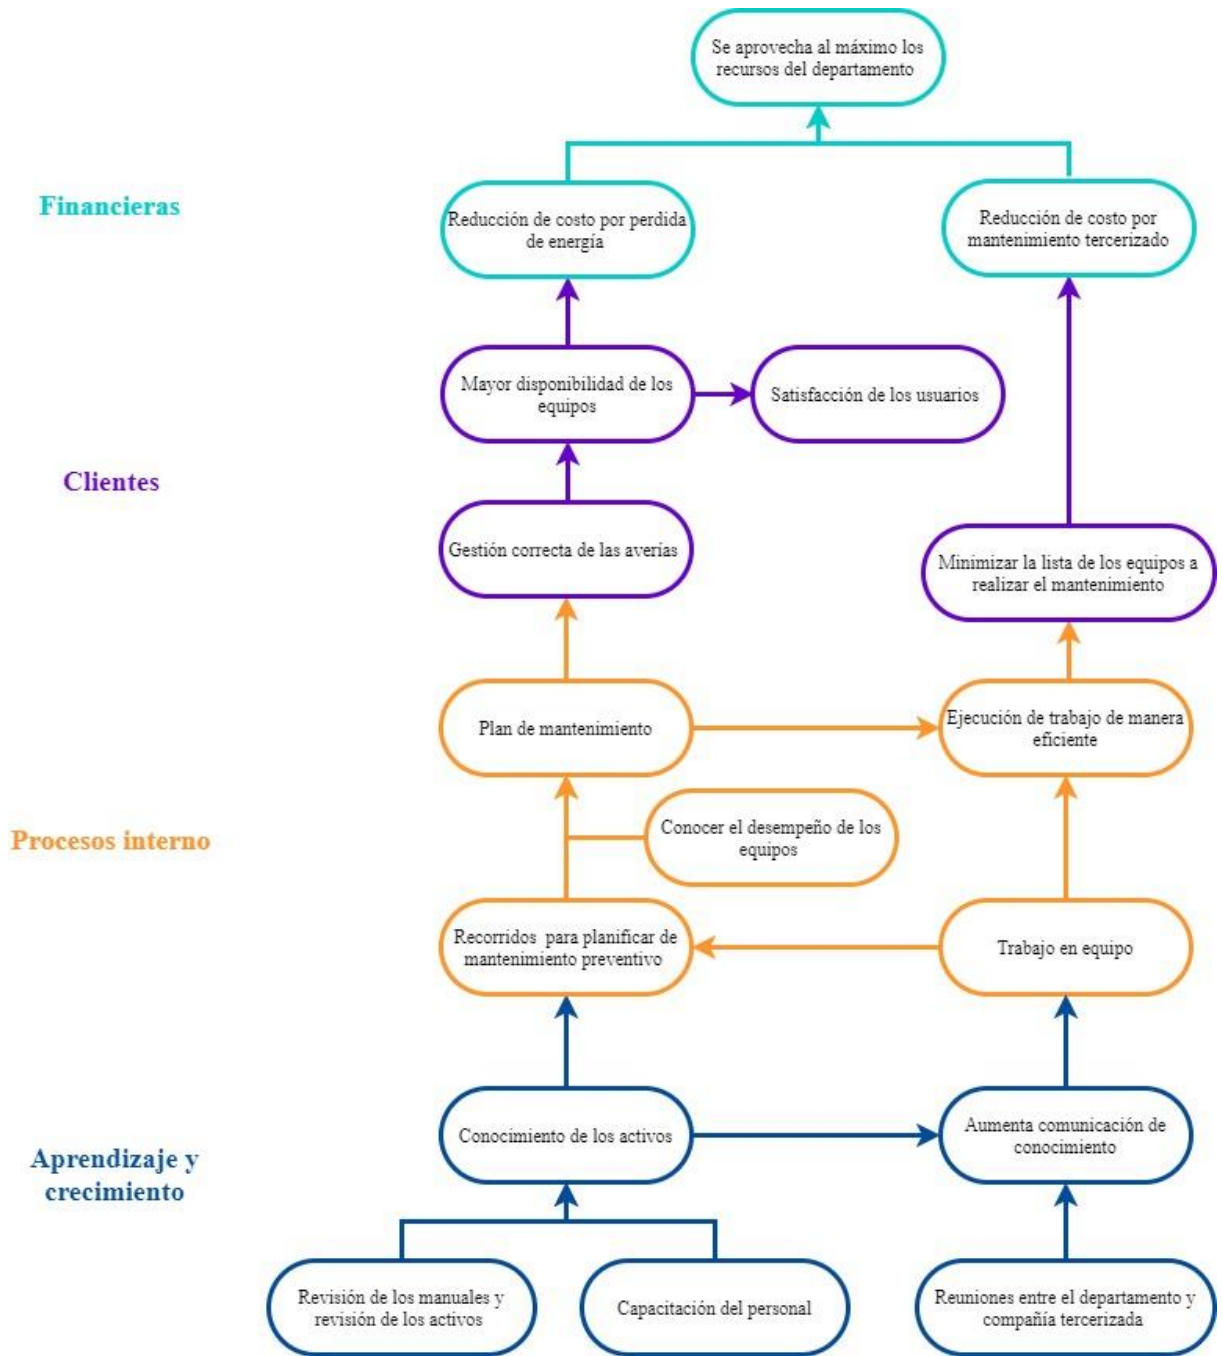 Se aprovecha al máximo los
recursos del departamento
Financieras
Reducción de costo por perdida
de energía
Reducción de costo por
mantenimiento tercerizado
Mayor disponibilidad de los
equipos
Satisfacción de los usuarios
Clientes
Gestión correcta de las averías
Minimizar la lista de los equipos a
realizar el mantenimiento
Plan de mantenimiento
Ejecución de trabajo de manera
eficiente
Procesos interno
Conocer el desempeño de los
equipos
Recorridos para planificar de
mantenimiento preventivo
Trabajo en equipo
Aprendizaje y
crecimiento
Conocimiento de los activos
Aumenta comunicación de
conocimiento
Revisión de los manuales y
revisión de los activos
Capacitación del personal
Reuniones entre el departamento y
compañía tercerizada